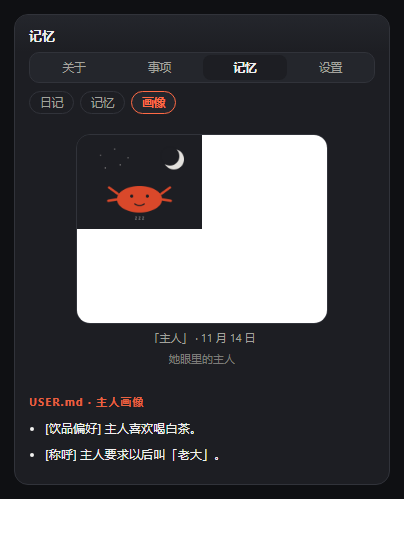 记忆
关于 事项 记忆 设置
日记 记忆 画像
「主人」 · 11 月 14 日
她眼里的主人
USER.md · 主人画像
• [饮品偏好] 主人喜欢喝白茶。
• [称呼] 主人要求以后叫「老大」。